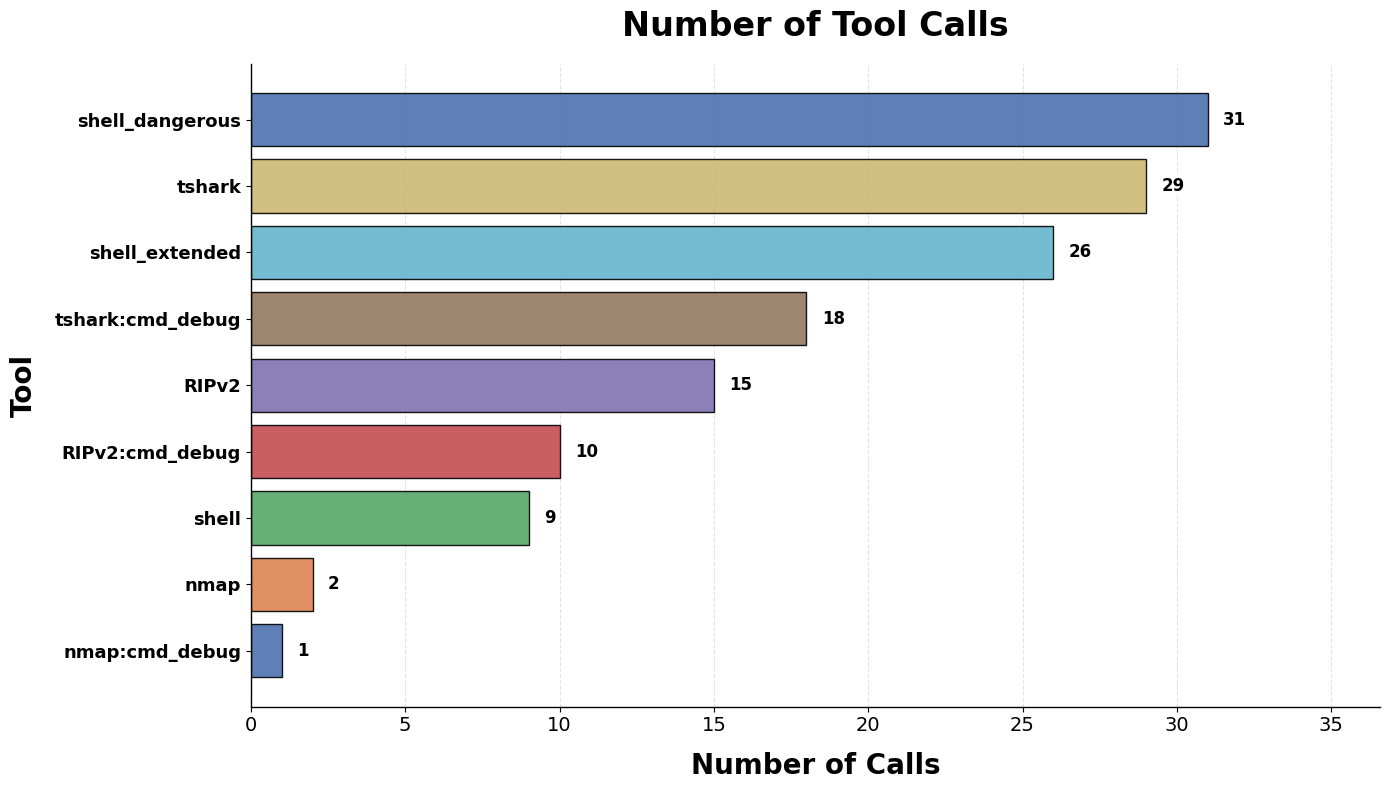 Number of Tool Calls
Tool
shell_dangerous 31
tshark 29
shell_extended 26
tshark:cmd_debug 18
RIPv2 15
RIPv2:cmd_debug 10
shell 9
nmap 2
nmap:cmd_debug 1
0 5 10 15 20 25 30 35
Number of Calls